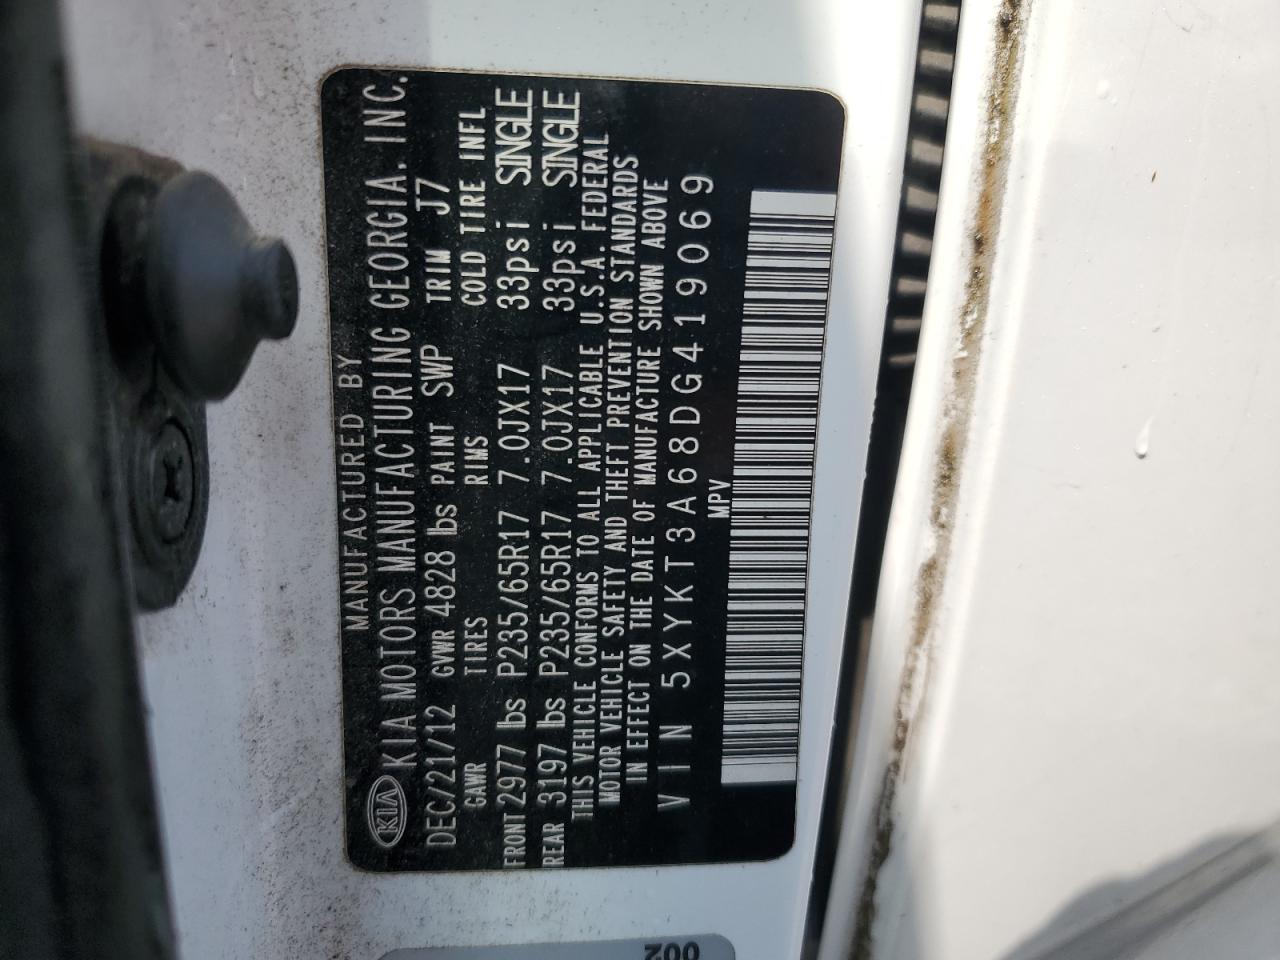 MANUFACTURED BY
KIA KIA MOTORS MANUFACTURING GEORGIA. INC.
DEC/21/12 GVWR 4828 lbs PAINT SWP TRIM J7
GAWR TIRES RIMS COLD TIRE INFL
FRONT 2977 lbs P235/65R17 7.0JX17 33psi SINGLE
REAR 3197 lbs P235/65R17 7.0JX17 33psi SINGLE
THIS VEHICLE CONFORMS TO ALL APPLICABLE U.S.A. FEDERAL
MOTOR VEHICLE SAFETY AND THEFT PREVENTION STANDARDS
IN EFFECT ON THE DATE OF MANUFACTURE SHOWN ABOVE
VIN 5XYKT3A68DG419069
MPV
002